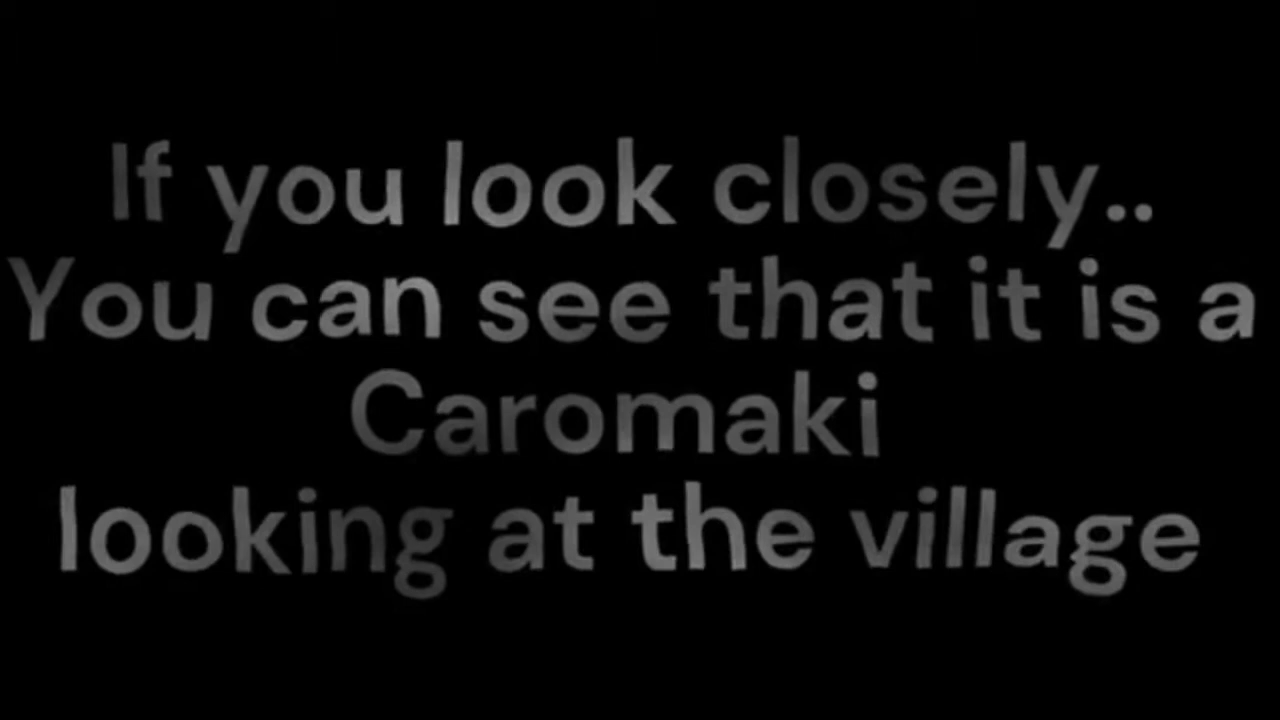 If you look closely..
You can see that it is a
Caromaki
looking at the village